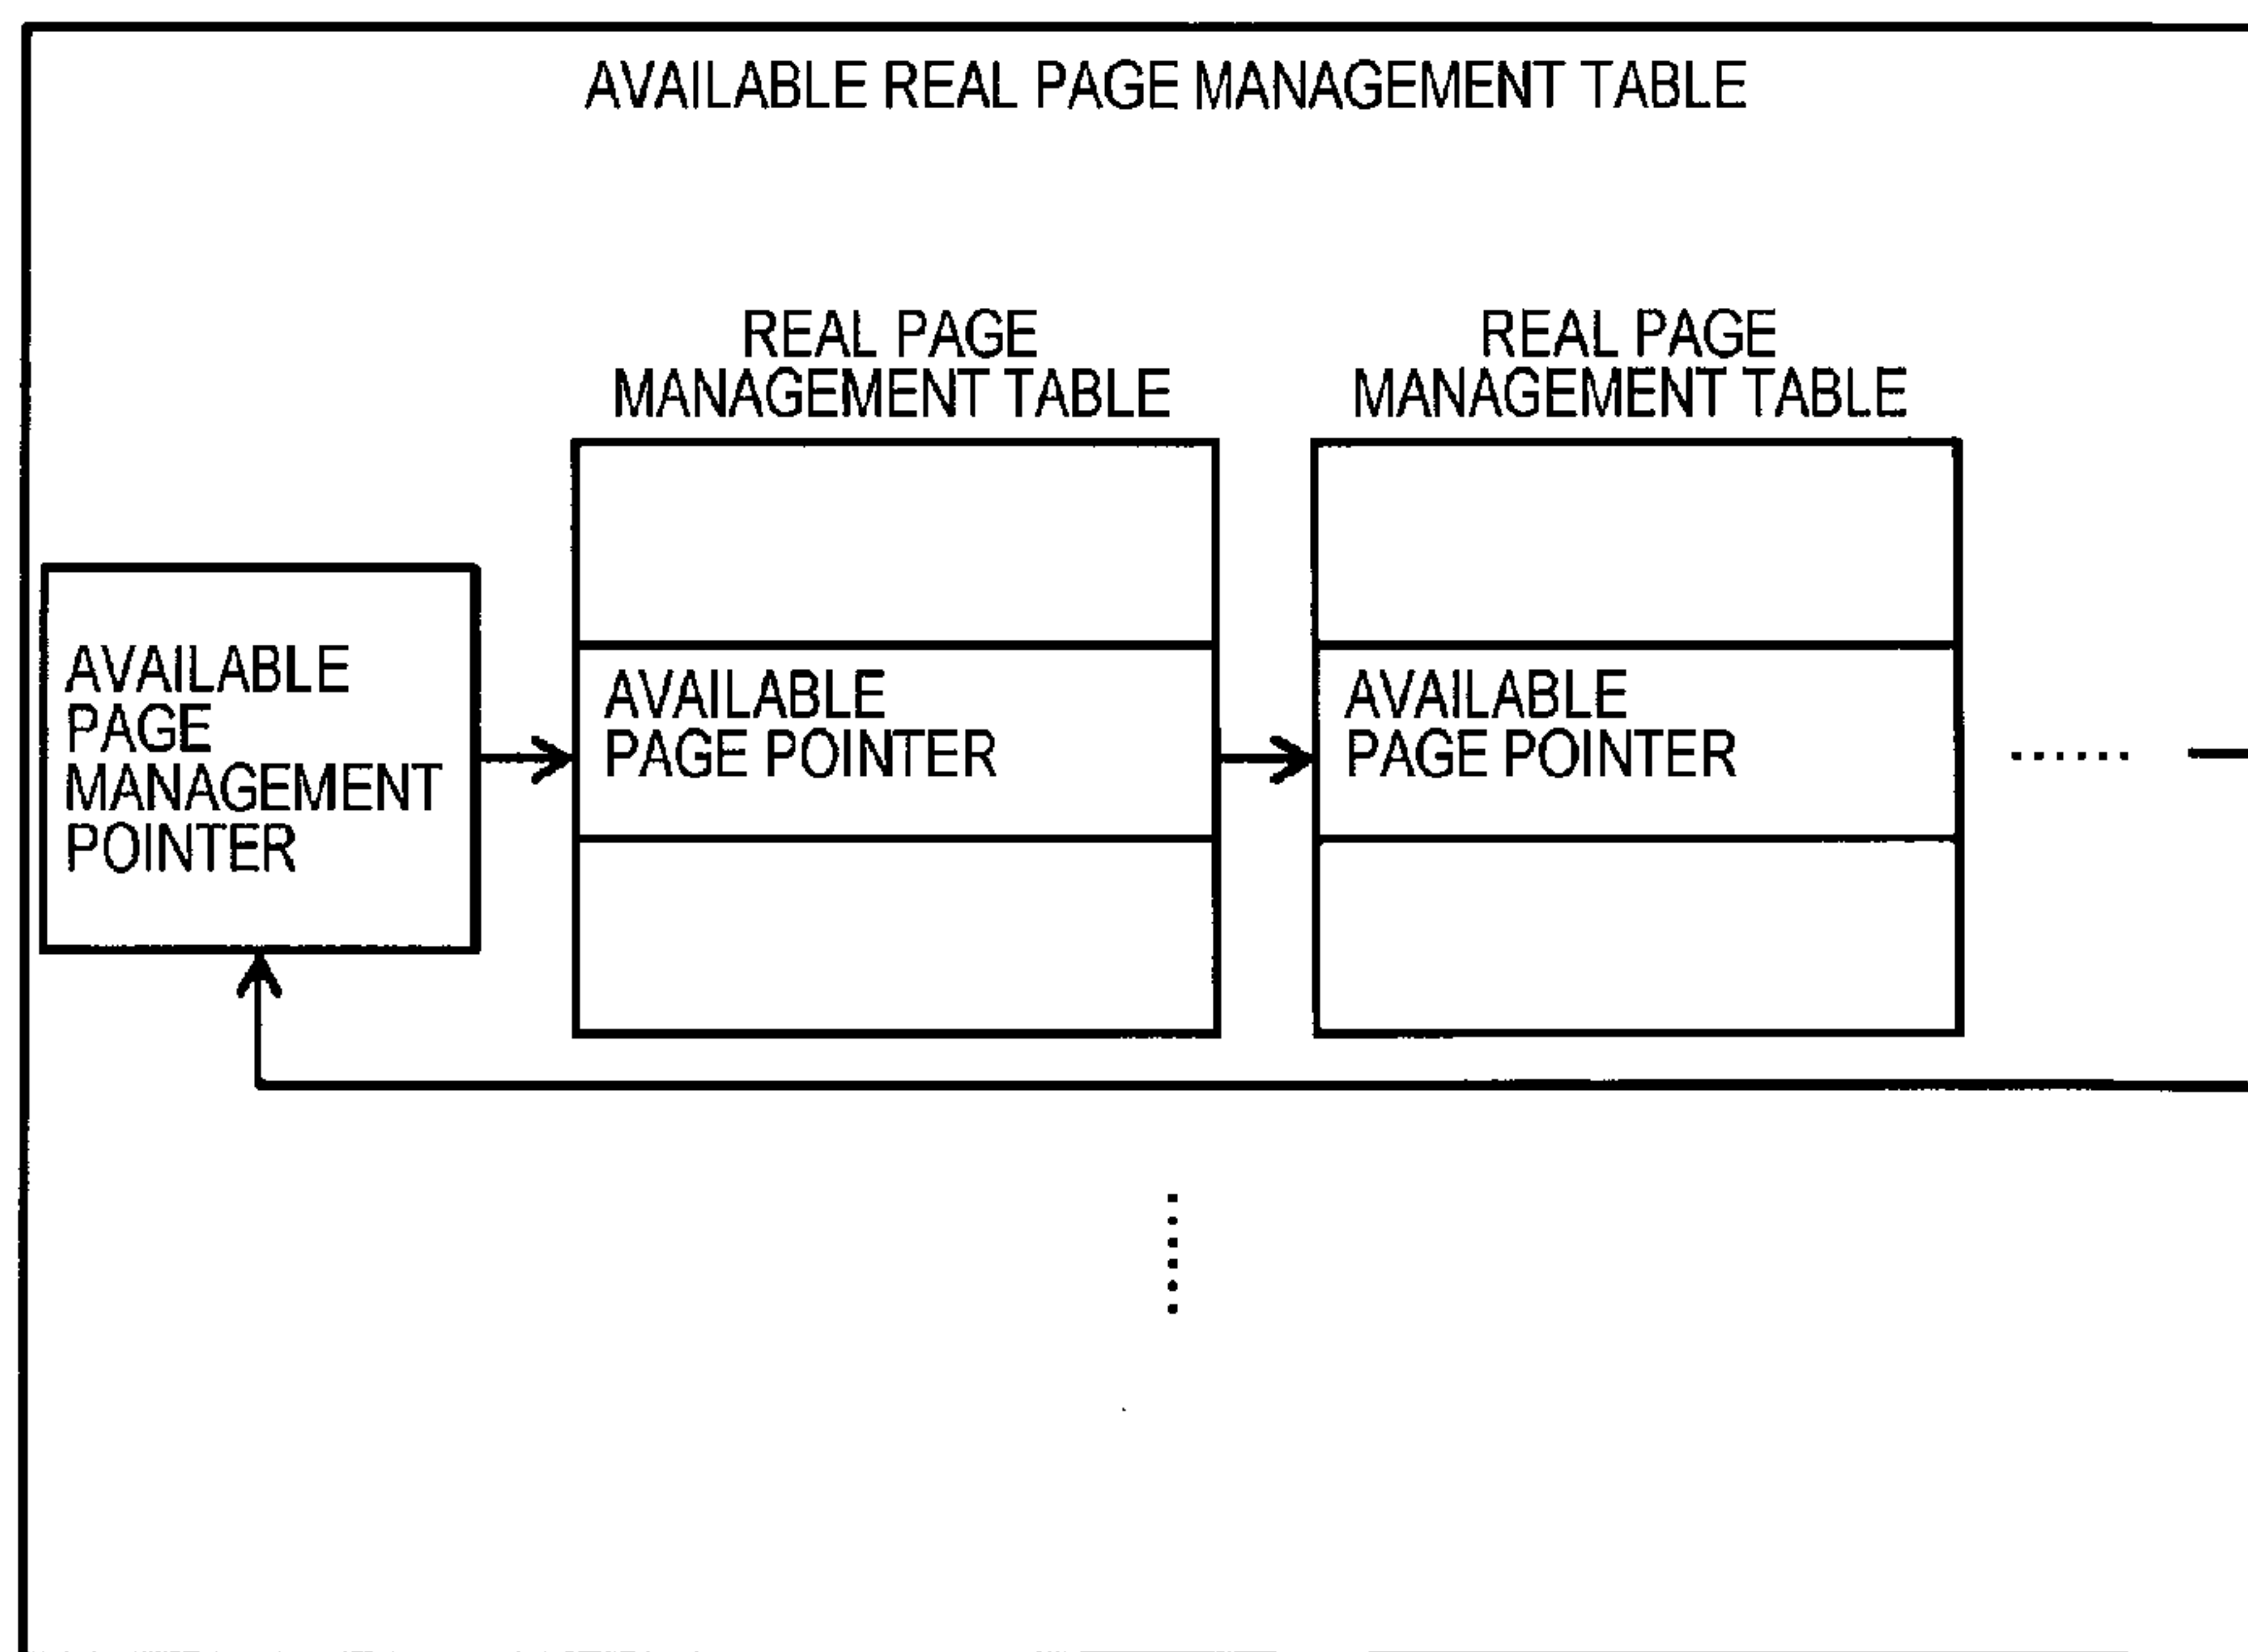 AVAILABLE REAL PAGE MANAGEMENT TABLE
REAL PAGE
MANAGEMENT TABLE
REAL PAGE
MANAGEMENT TABLE
AVAILABLE
PAGE
MANAGEMENT
POINTER
AVAILABLE
PAGE POINTER
AVAILABLE
PAGE POINTER